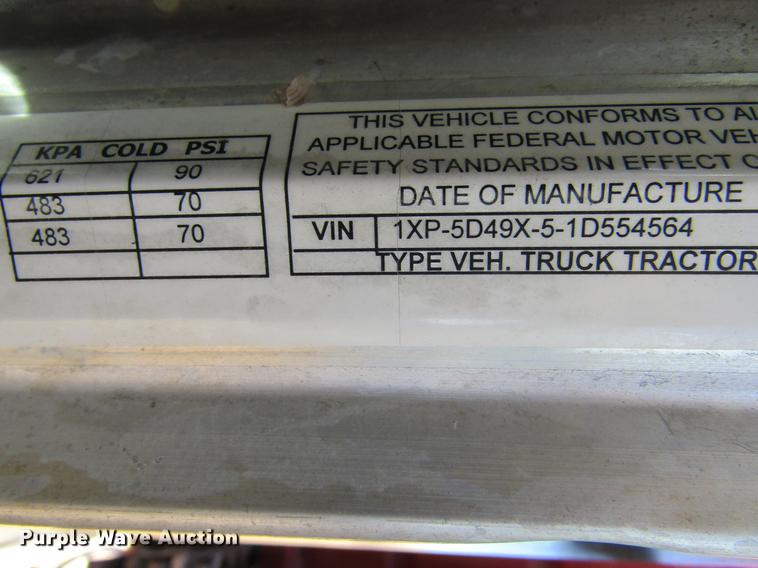 KPA COLD PSI
621 90
483 70
483 70
THIS VEHICLE CONFORMS TO
APPLICABLE FEDERAL MOTOR
SAFETY STANDARDS IN EFFECT
DATE OF MANUFACTURE
VIN 1XP-5D49X-5-1D554564
TYPE VEH. TRUCK TRACTOR
Purple Wave Auction